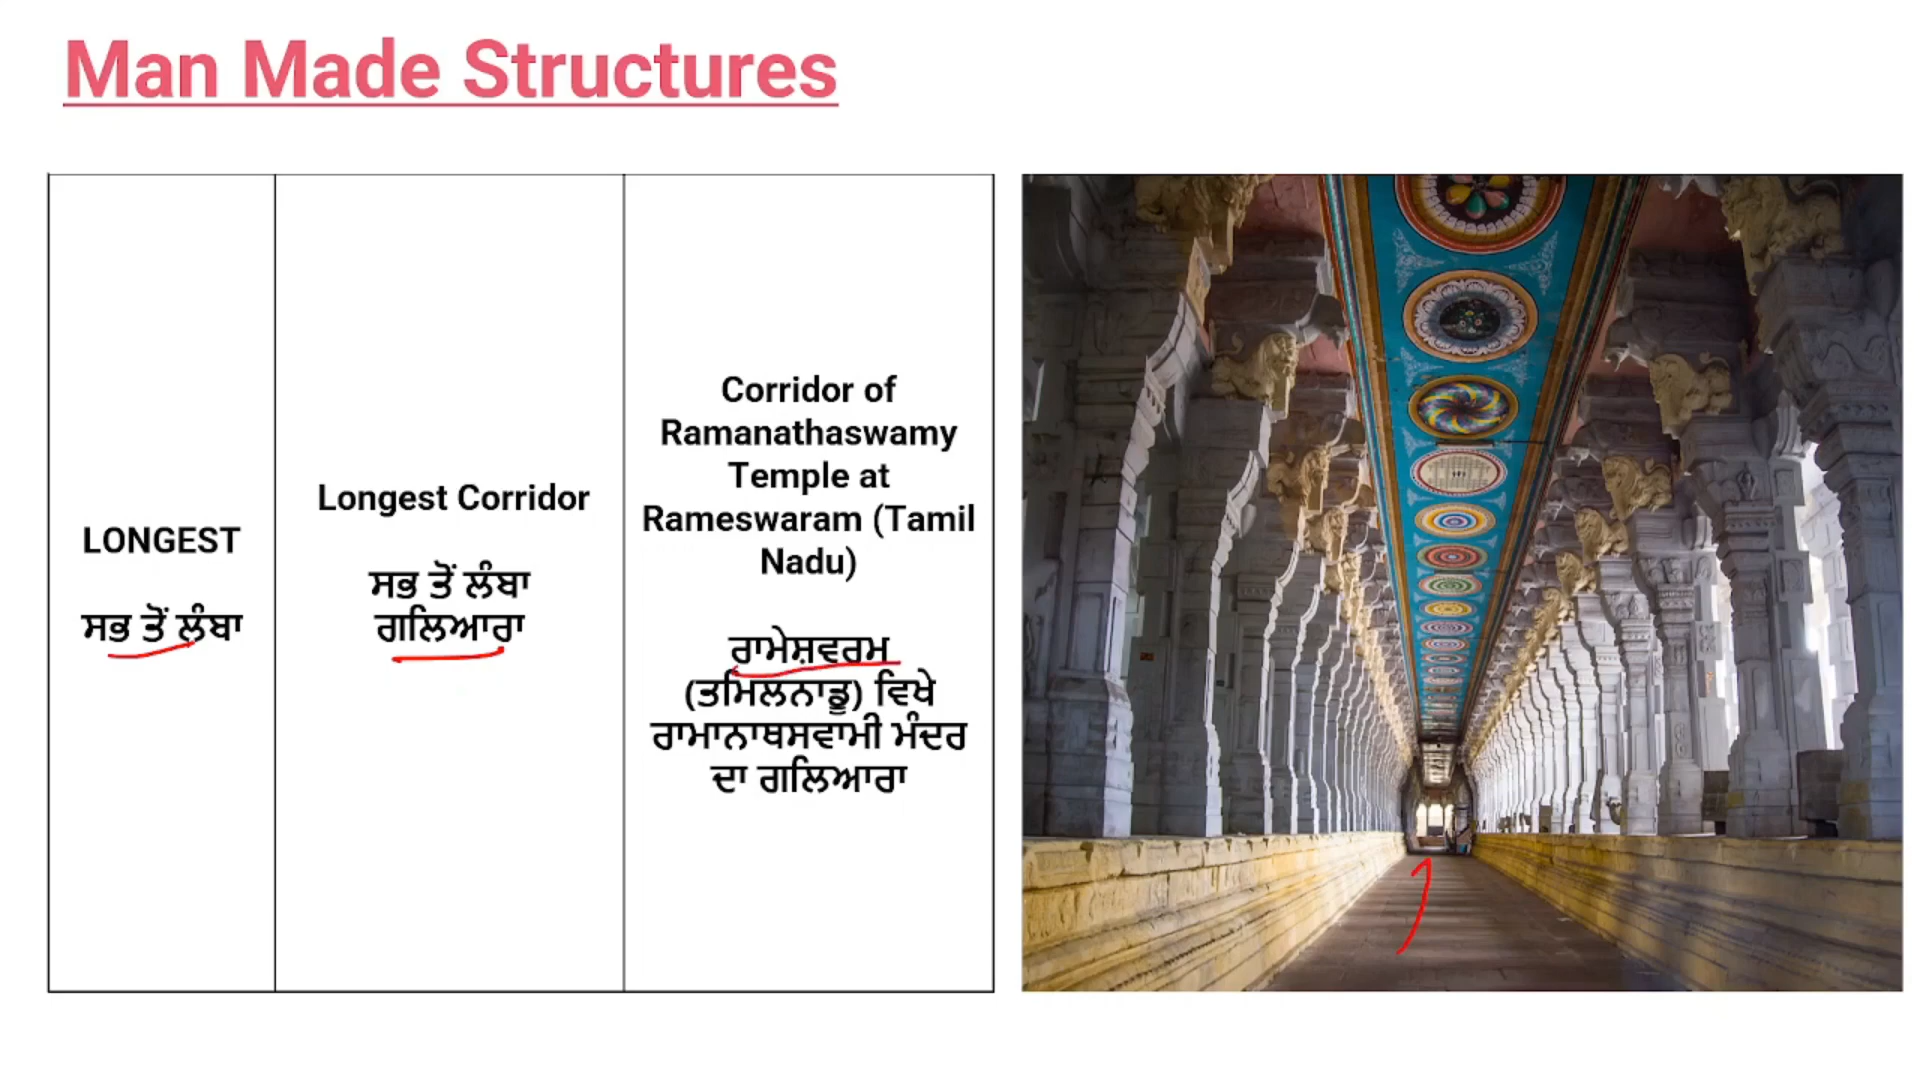 Man Made Structures
LONGEST
ਸਭ ਤੋਂ ਲੰਬਾ
Longest Corridor
ਸਭ ਤੋਂ ਲੰਬਾ
ਗਲਿਆਰਾ
Corridor of
Ramanathaswamy
Temple at
Rameswaram (Tamil
Nadu)
ਰਾਮੇਸ਼ਵਰਮ
(ਤਮਿਲਨਾਡੂ) ਵਿਖੇ
ਰਾਮਾਨਾਥਸਵਾਮੀ ਮੰਦਰ
ਦਾ ਗਲਿਆਰਾ